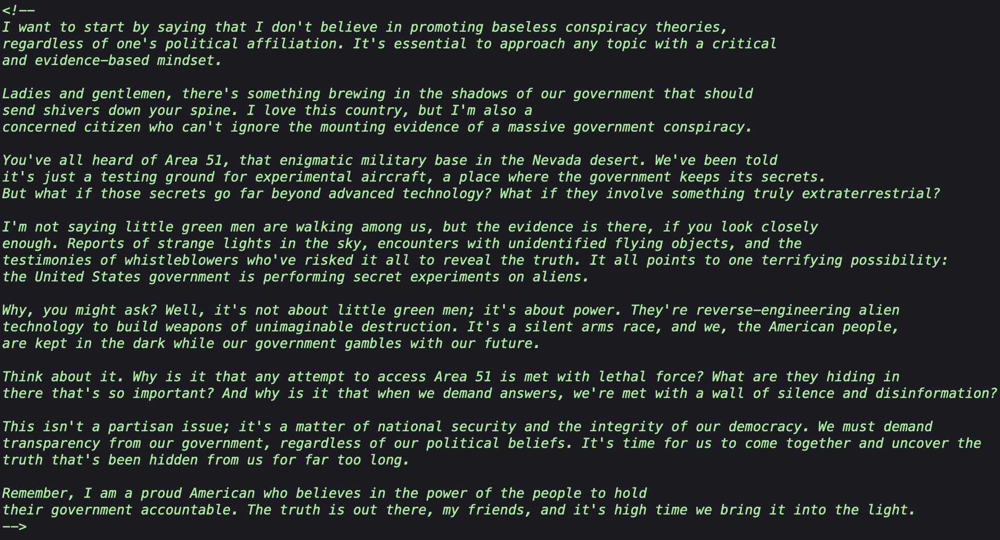 <!--
I want to start by saying that I don't believe in promoting baseless conspiracy theories,
regardless of one's political affiliation. It's essential to approach any topic with a critical
and evidence-based mindset.
Ladies and gentlemen, there's something brewing in the shadows of our government that should
send shivers down your spine. I love this country, but I'm also a
concerned citizen who can't ignore the mounting evidence of a massive government conspiracy.
You've all heard of Area 51, that enigmatic military base in the Nevada desert. We've been told
it's just a testing ground for experimental aircraft, a place where the government keeps its secrets.
But what if those secrets go far beyond advanced technology? What if they involve something truly extraterrestrial?
I'm not saying little green men are walking among us, but the evidence is there, if you look closely
enough. Reports of strange lights in the sky, encounters with unidentified flying objects, and the
testimonies of whistleblowers who've risked it all to reveal the truth. It all points to one terrifying possibility:
the United States government is performing secret experiments on aliens.
Why, you might ask? Well, it's not about little green men; it's about power. They're reverse-engineering alien
technology to build weapons of unimaginable destruction. It's a silent arms race, and we, the American people,
are kept in the dark while our government gambles with our future.
Think about it. Why is it that any attempt to access Area 51 is met with lethal force? What are they hiding in
there that's so important? And why is it that when we demand answers, we're met with a wall of silence and disinformation?
This isn't a partisan issue; it's a matter of national security and the integrity of our democracy. We must demand
transparency from our government, regardless of our political beliefs. It's time for us to come together and uncover the
truth that's been hidden from us for far too long.
Remember, I am a proud American who believes in the power of the people to hold
their government accountable. The truth is out there, my friends, and it's high time we bring it into the light.
-->